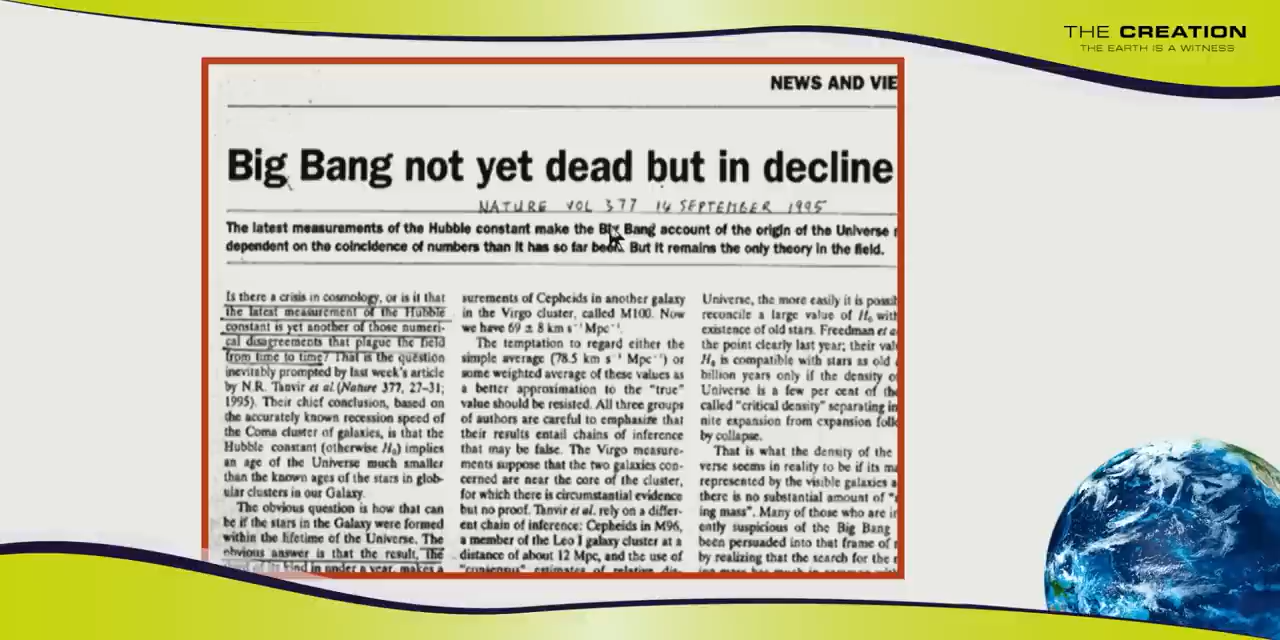 THE CREATION
THE EARTH IS A WITNESS
NEWS AND VIE
Big Bang not yet dead but in decline
NATURE VOL 377 14 SEPTEMBER 1995
The latest measurements of the Hubble constant make the Big Bang account of the origin of the Universe
dependent on the coincidence of numbers than it has so far been. But it remains the only theory in the field.
Is there a crisis in cosmology, or is it that
the latest measurement of the Hubble
constant is yet another of those numeri-
cal disagreements that plague the field
from time to time? That is the question
inevitably prompted by last week's article
by N.R. Tanvir et al. (Nature 377, 27–31;
1995). Their chief conclusion, based on
the accurately known recession speed of
the Coma cluster of galaxies, is that the
Hubble constant (otherwise H₀) implies
an age of the Universe much smaller
than the known ages of the stars in glob-
ular clusters in our Galaxy.
The obvious question is how that can
be if the stars in the Galaxy were formed
within the lifetime of the Universe. The
obvious answer is that the result, the
kind in under a year, makes a
surements of Cepheids in another galaxy
in the Virgo cluster, called M100. Now
we have 69 ± 8 km s⁻¹ Mpc⁻¹.
The temptation to regard either the
simple average (78.5 km s⁻¹ Mpc⁻¹) or
some weighted average of these values as
a better approximation to the "true"
value should be resisted. All three groups
of authors are careful to emphasize that
their results entail chains of inference
that may be false. The Virgo measure-
ments suppose that the two galaxies con-
cerned are near the core of the cluster,
for which there is circumstantial evidence
but no proof. Tanvir et al. rely on a differ-
ent chain of inference: Cepheids in M96,
a member of the Leo I galaxy cluster at a
distance of about 12 Mpc, and the use of
"consensus" estimates of relative dis-
Universe, the more easily it is possi
reconcile a large value of H₀ with
existence of old stars. Freedman et a
the point clearly last year; their val
H₀ is compatible with stars as old
billion years only if the density o
Universe is a few per cent of the
called "critical density" separating in
nite expansion from expansion foll
by collapse.
That is what the density of the
verse seems in reality to be if its ma
represented by the visible galaxies a
there is no substantial amount of "
ing mass". Many of those who are i
ently suspicious of the Big Bang
been persuaded into that frame of
by realizing that the search for the